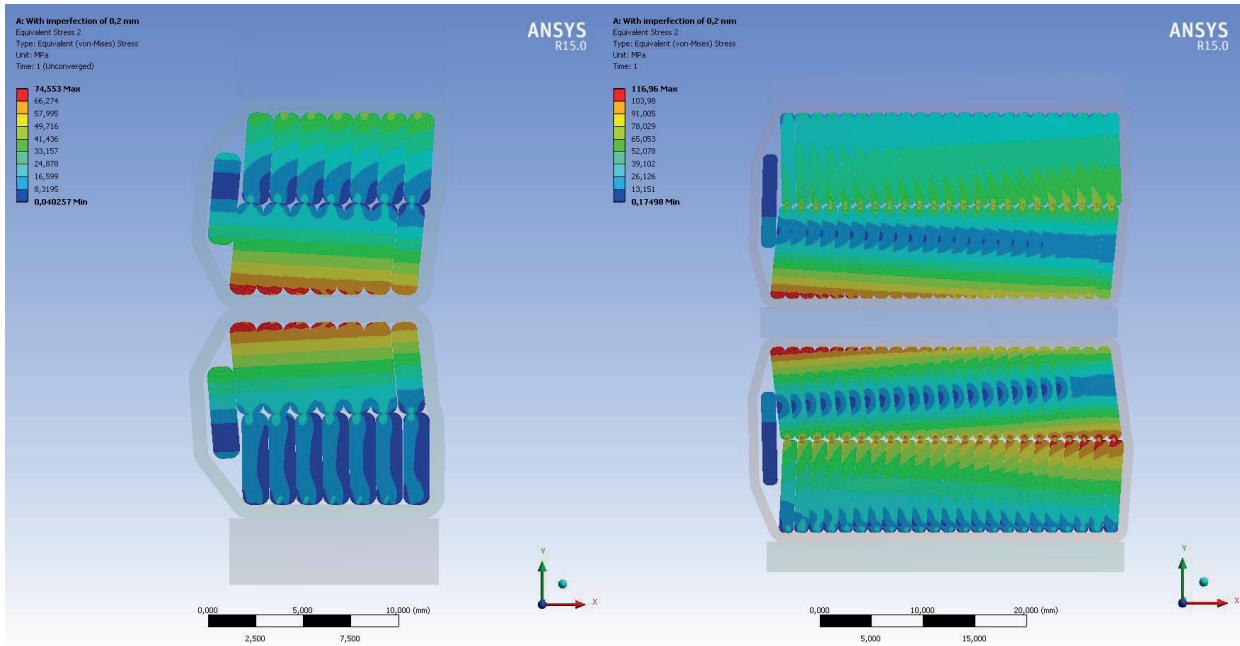 A: With imperfection of 0,2 mm
Equivalent Stress 2
Type: Equivalent (von-Mises) Stress
Unit: MPa
Time: 1 (Unconverged)
74,553 Max
66,274
57,995
49,716
41,436
33,157
24,878
16,599
8,3195
0,040257 Min
ANSYS
R15.0
Y
X
0,000
5,000
10,000 (mm)
2,500
7,500
A: With imperfection of 0,2 mm
Equivalent Stress 2
Type: Equivalent (von-Mises) Stress
Unit: MPa
Time: 1
116,96 Max
103,98
91,005
78,029
65,053
52,078
39,102
26,126
13,151
0,17498 Min
ANSYS
R15.0
Y
X
0,000
10,000
20,000 (mm)
5,000
15,000